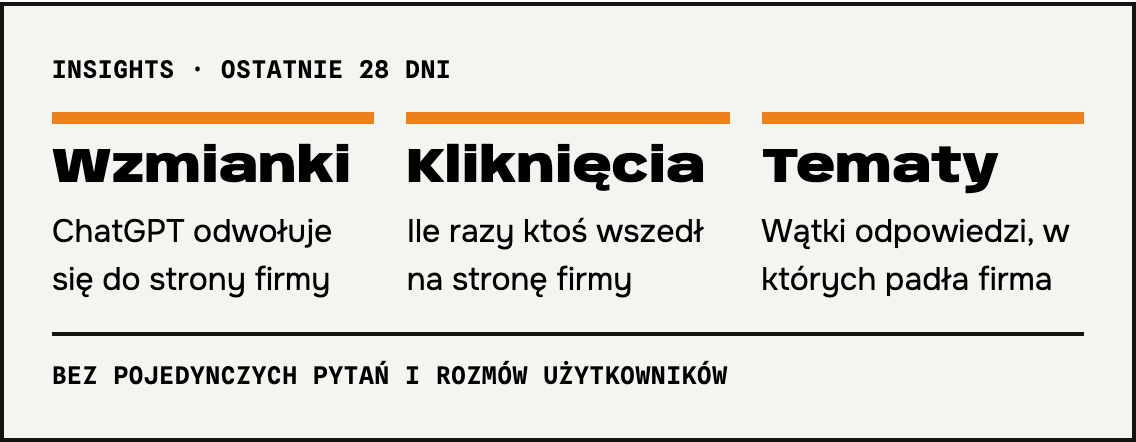 INSIGHTS · OSTATNIE 28 DNI
Wzmianki
ChatGPT odwołuje
się do strony firmy
Kliknięcia
Ile razy ktoś wszedł
na stronę firmy
Tematy
Wątki odpowiedzi, w
których padła firma
BEZ POJEDYNCZYCH PYTAŃ I ROZMÓW UŻYTKOWNIKÓW